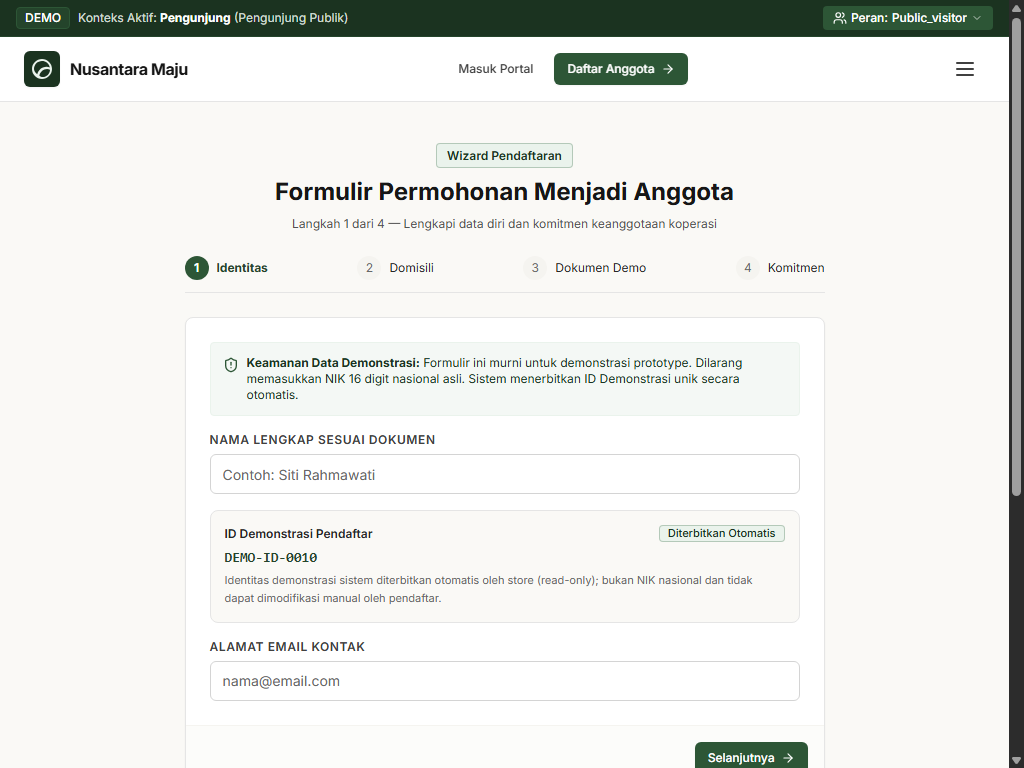 DEMO Konteks Aktif: Pengunjung (Pengunjung Publik) Peran: Public_visitor
Nusantara Maju Masuk Portal Daftar Anggota →
Wizard Pendaftaran
Formulir Permohonan Menjadi Anggota
Langkah 1 dari 4 — Lengkapi data diri dan komitmen keanggotaan koperasi
1 Identitas 2 Domisili 3 Dokumen Demo 4 Komitmen
Keamanan Data Demonstrasi: Formulir ini murni untuk demonstrasi prototype. Dilarang
memasukkan NIK 16 digit nasional asli. Sistem menerbitkan ID Demonstrasi unik secara
otomatis.
NAMA LENGKAP SESUAI DOKUMEN
Contoh: Siti Rahmawati
ID Demonstrasi Pendaftar Diterbitkan Otomatis
DEMO-ID-0010
Identitas demonstrasi sistem diterbitkan otomatis oleh store (read-only); bukan NIK nasional dan tidak
dapat dimodifikasi manual oleh pendaftar.
ALAMAT EMAIL KONTAK
nama@email.com
Selanjutnya →